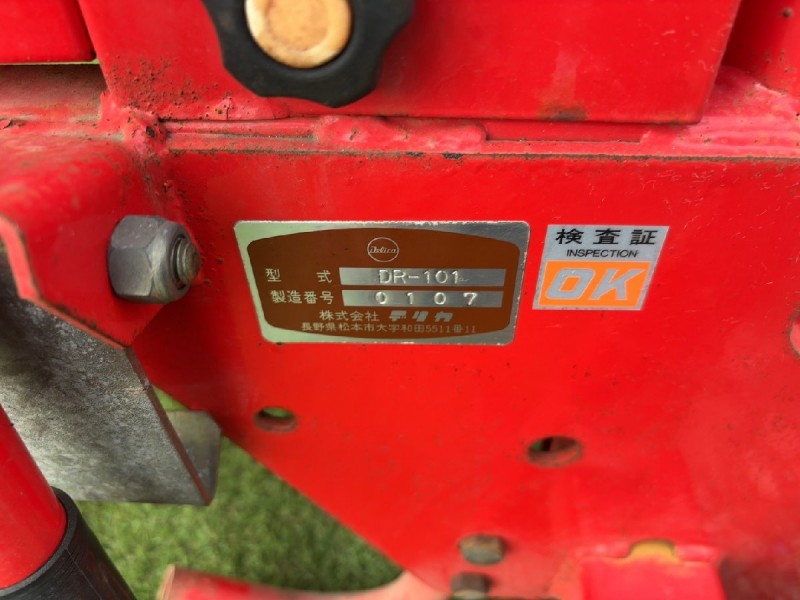 Delica
型式 DR-101
製造番号 0107
株式会社 デリカ
長野県松本市大字和田5511番11
検査証
INSPECTION
OK